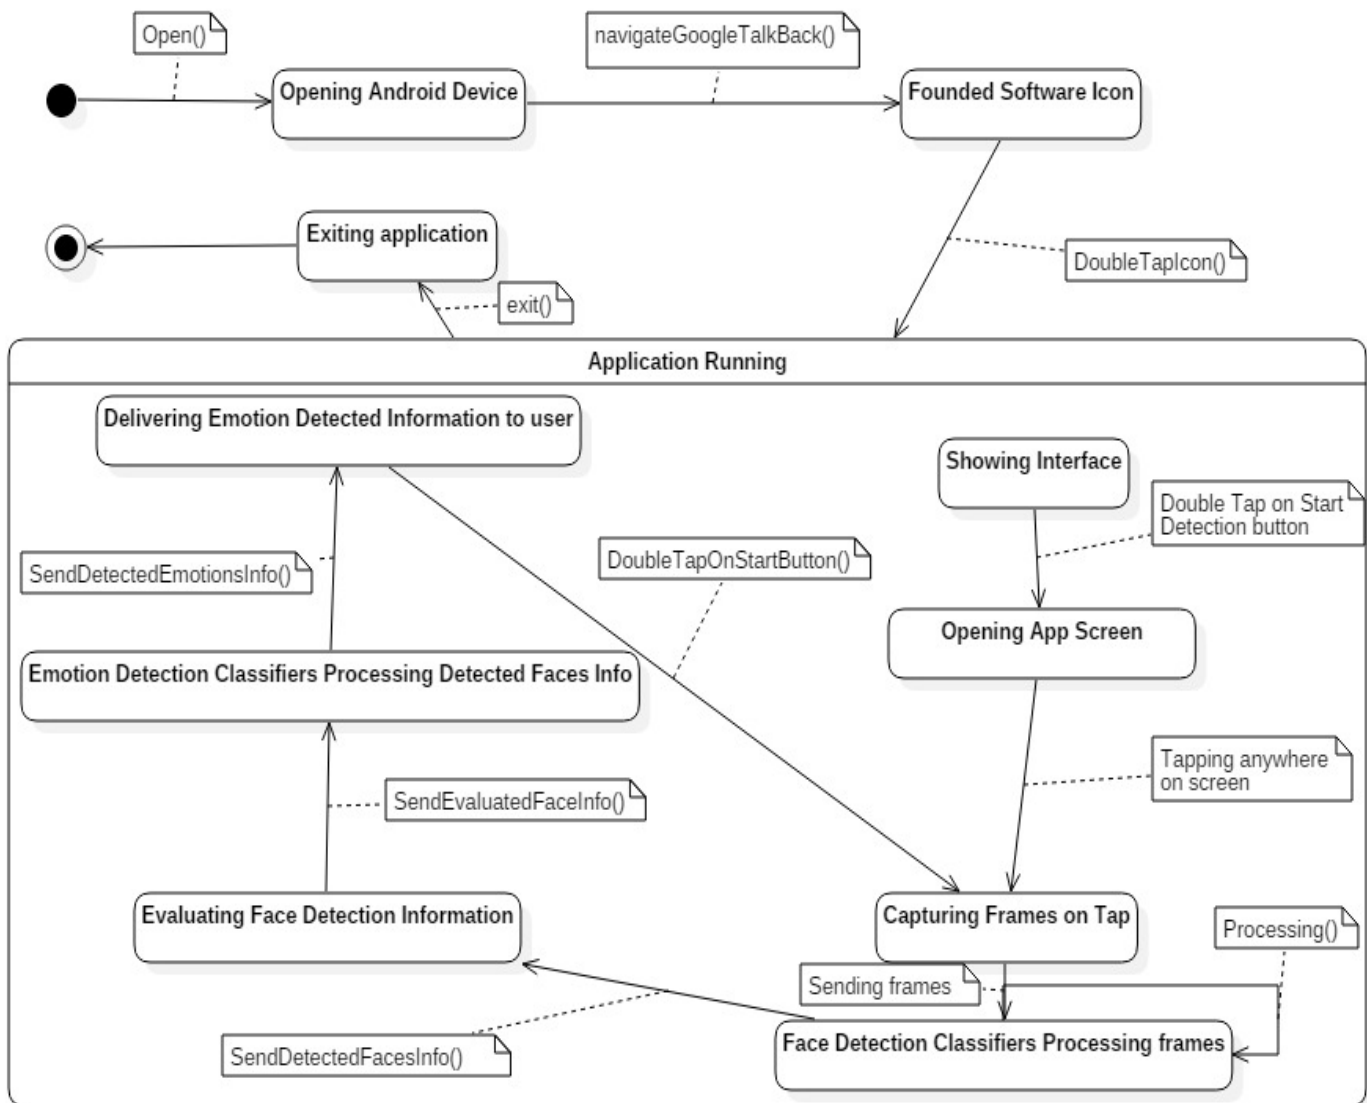 Open()
navigateGoogleTalkBack()
Opening Android Device
Founded Software Icon
Exiting application
DoubleTapIcon()
exit()
Application Running
Delivering Emotion Detected Information to user
Showing Interface
Double Tap on Start
Detection button
SendDetectedEmotionsInfo()
DoubleTapOnStartButton()
Opening App Screen
Emotion Detection Classifiers Processing Detected Faces Info
Tapping anywhere
on screen
SendEvaluatedFaceInfo()
Evaluating Face Detection Information
Capturing Frames on Tap
Processing()
Sending frames
SendDetectedFacesInfo()
Face Detection Classifiers Processing frames